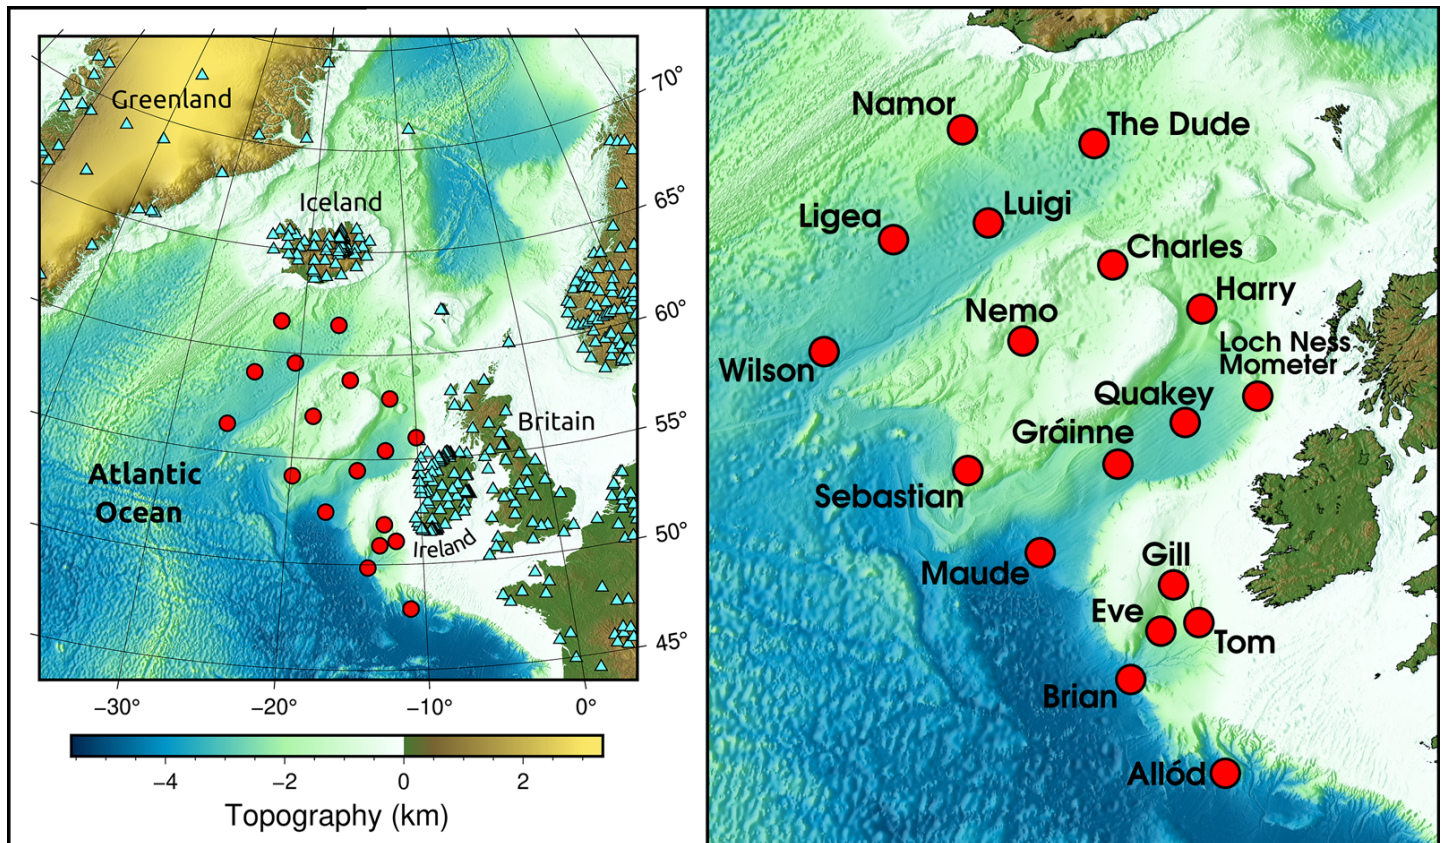 Greenland
Iceland
Britain
Atlantic
Ocean
Ireland
70°
65°
60°
55°
50°
45°
−30°
−20°
−10°
0°
−4
−2
0
2
Topography (km)
Namor
The Dude
Ligea
Luigi
Charles
Harry
Nemo
Loch Ness
Mometer
Wilson
Quakey
Gráinne
Sebastian
Maude
Gill
Eve
Tom
Brian
Allód